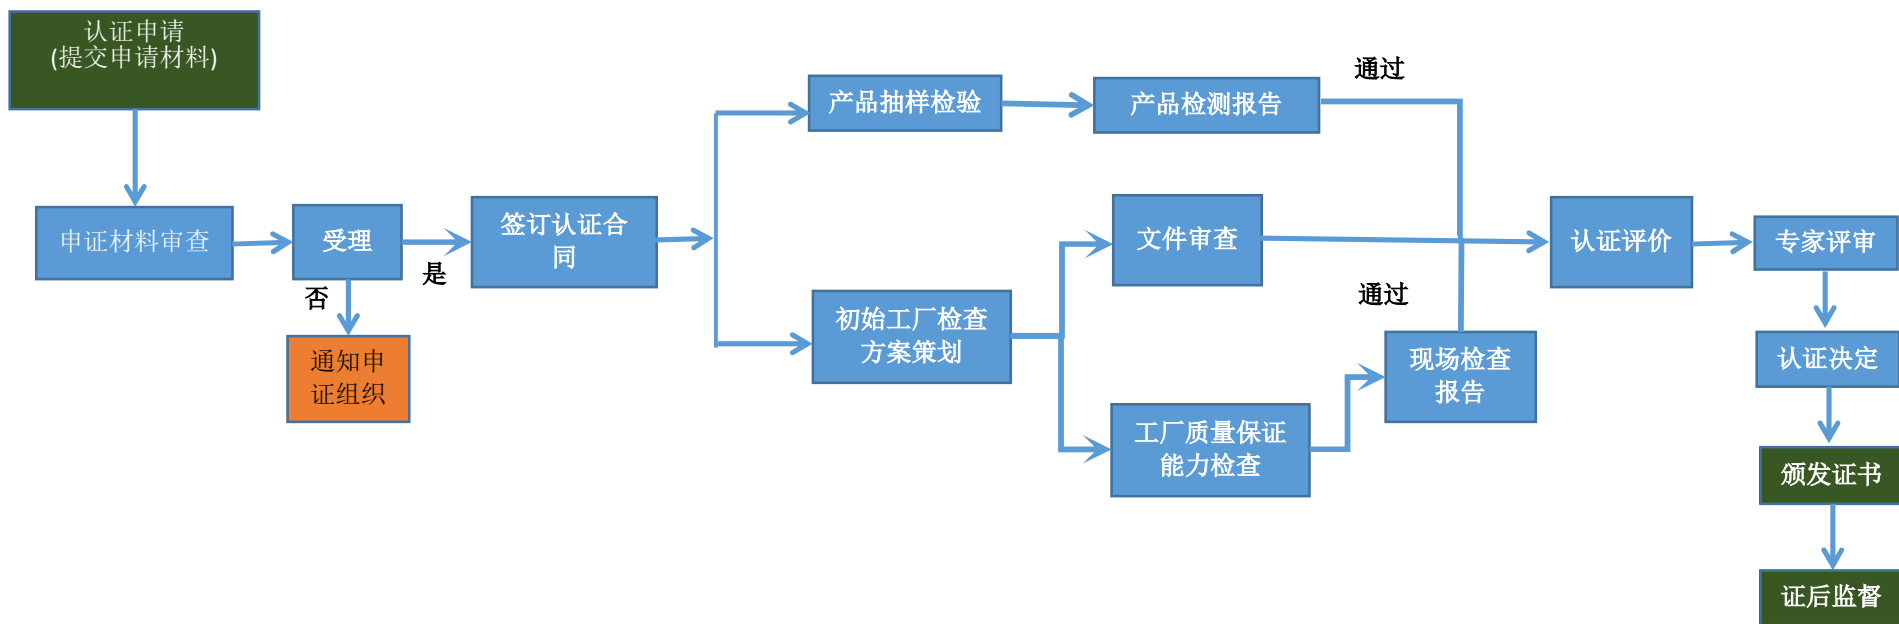 认证申请
(提交申请材料)
申证材料审查
受理
是
否
通知申
证组织
签订认证合
同
产品抽样检验
产品检测报告
通过
初始工厂检查
方案策划
文件审查
工厂质量保证
能力检查
现场检查
报告
通过
认证评价
专家评审
认证决定
颁发证书
证后监督